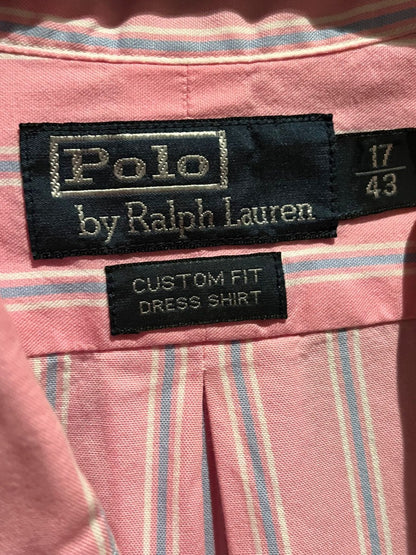 Polo
by Ralph Lauren
17
43
CUSTOM FIT
DRESS SHIRT